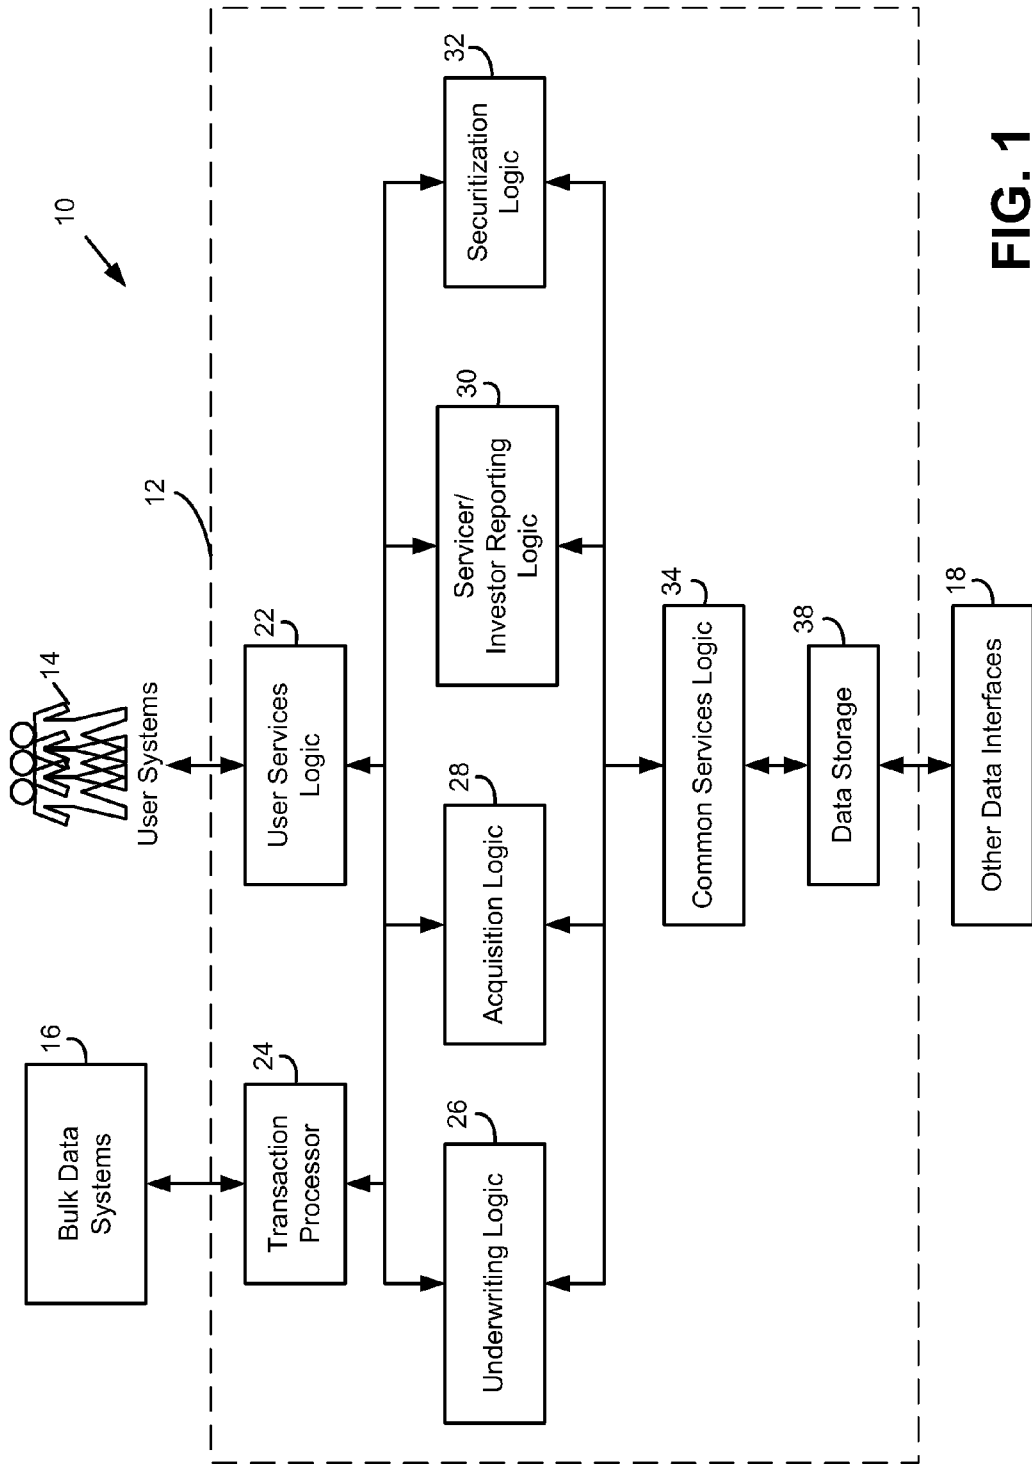 10
14
User Systems
16
Bulk Data
Systems
12
24
Transaction
Processor
22
User Services
Logic
26
Underwriting Logic
28
Acquisition Logic
30
Servicer/
Investor Reporting
Logic
32
Securitization
Logic
34
Common Services Logic
38
Data Storage
18
Other Data Interfaces
FIG. 1